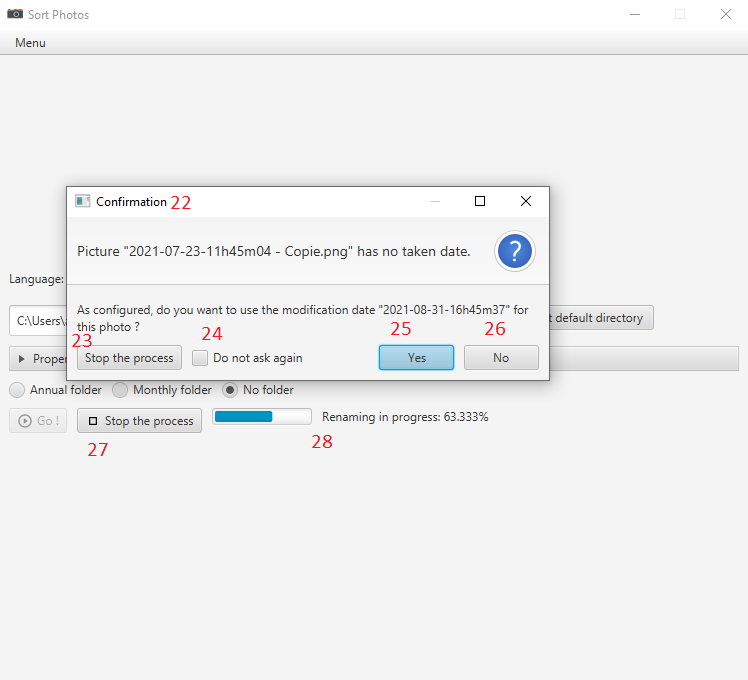 Sort Photos
Menu
Confirmation 22
Picture "2021-07-23-11h45m04 - Copie.png" has no taken date.
?
Language:
As configured, do you want to use the modification date "2021-08-31-16h45m37" for
this photo ?
C:\Users\
default directory
23 24 25 26
Stop the process Do not ask again Yes No
Annual folder Monthly folder No folder
Go ! Stop the process Renaming in progress: 63.333%
27 28